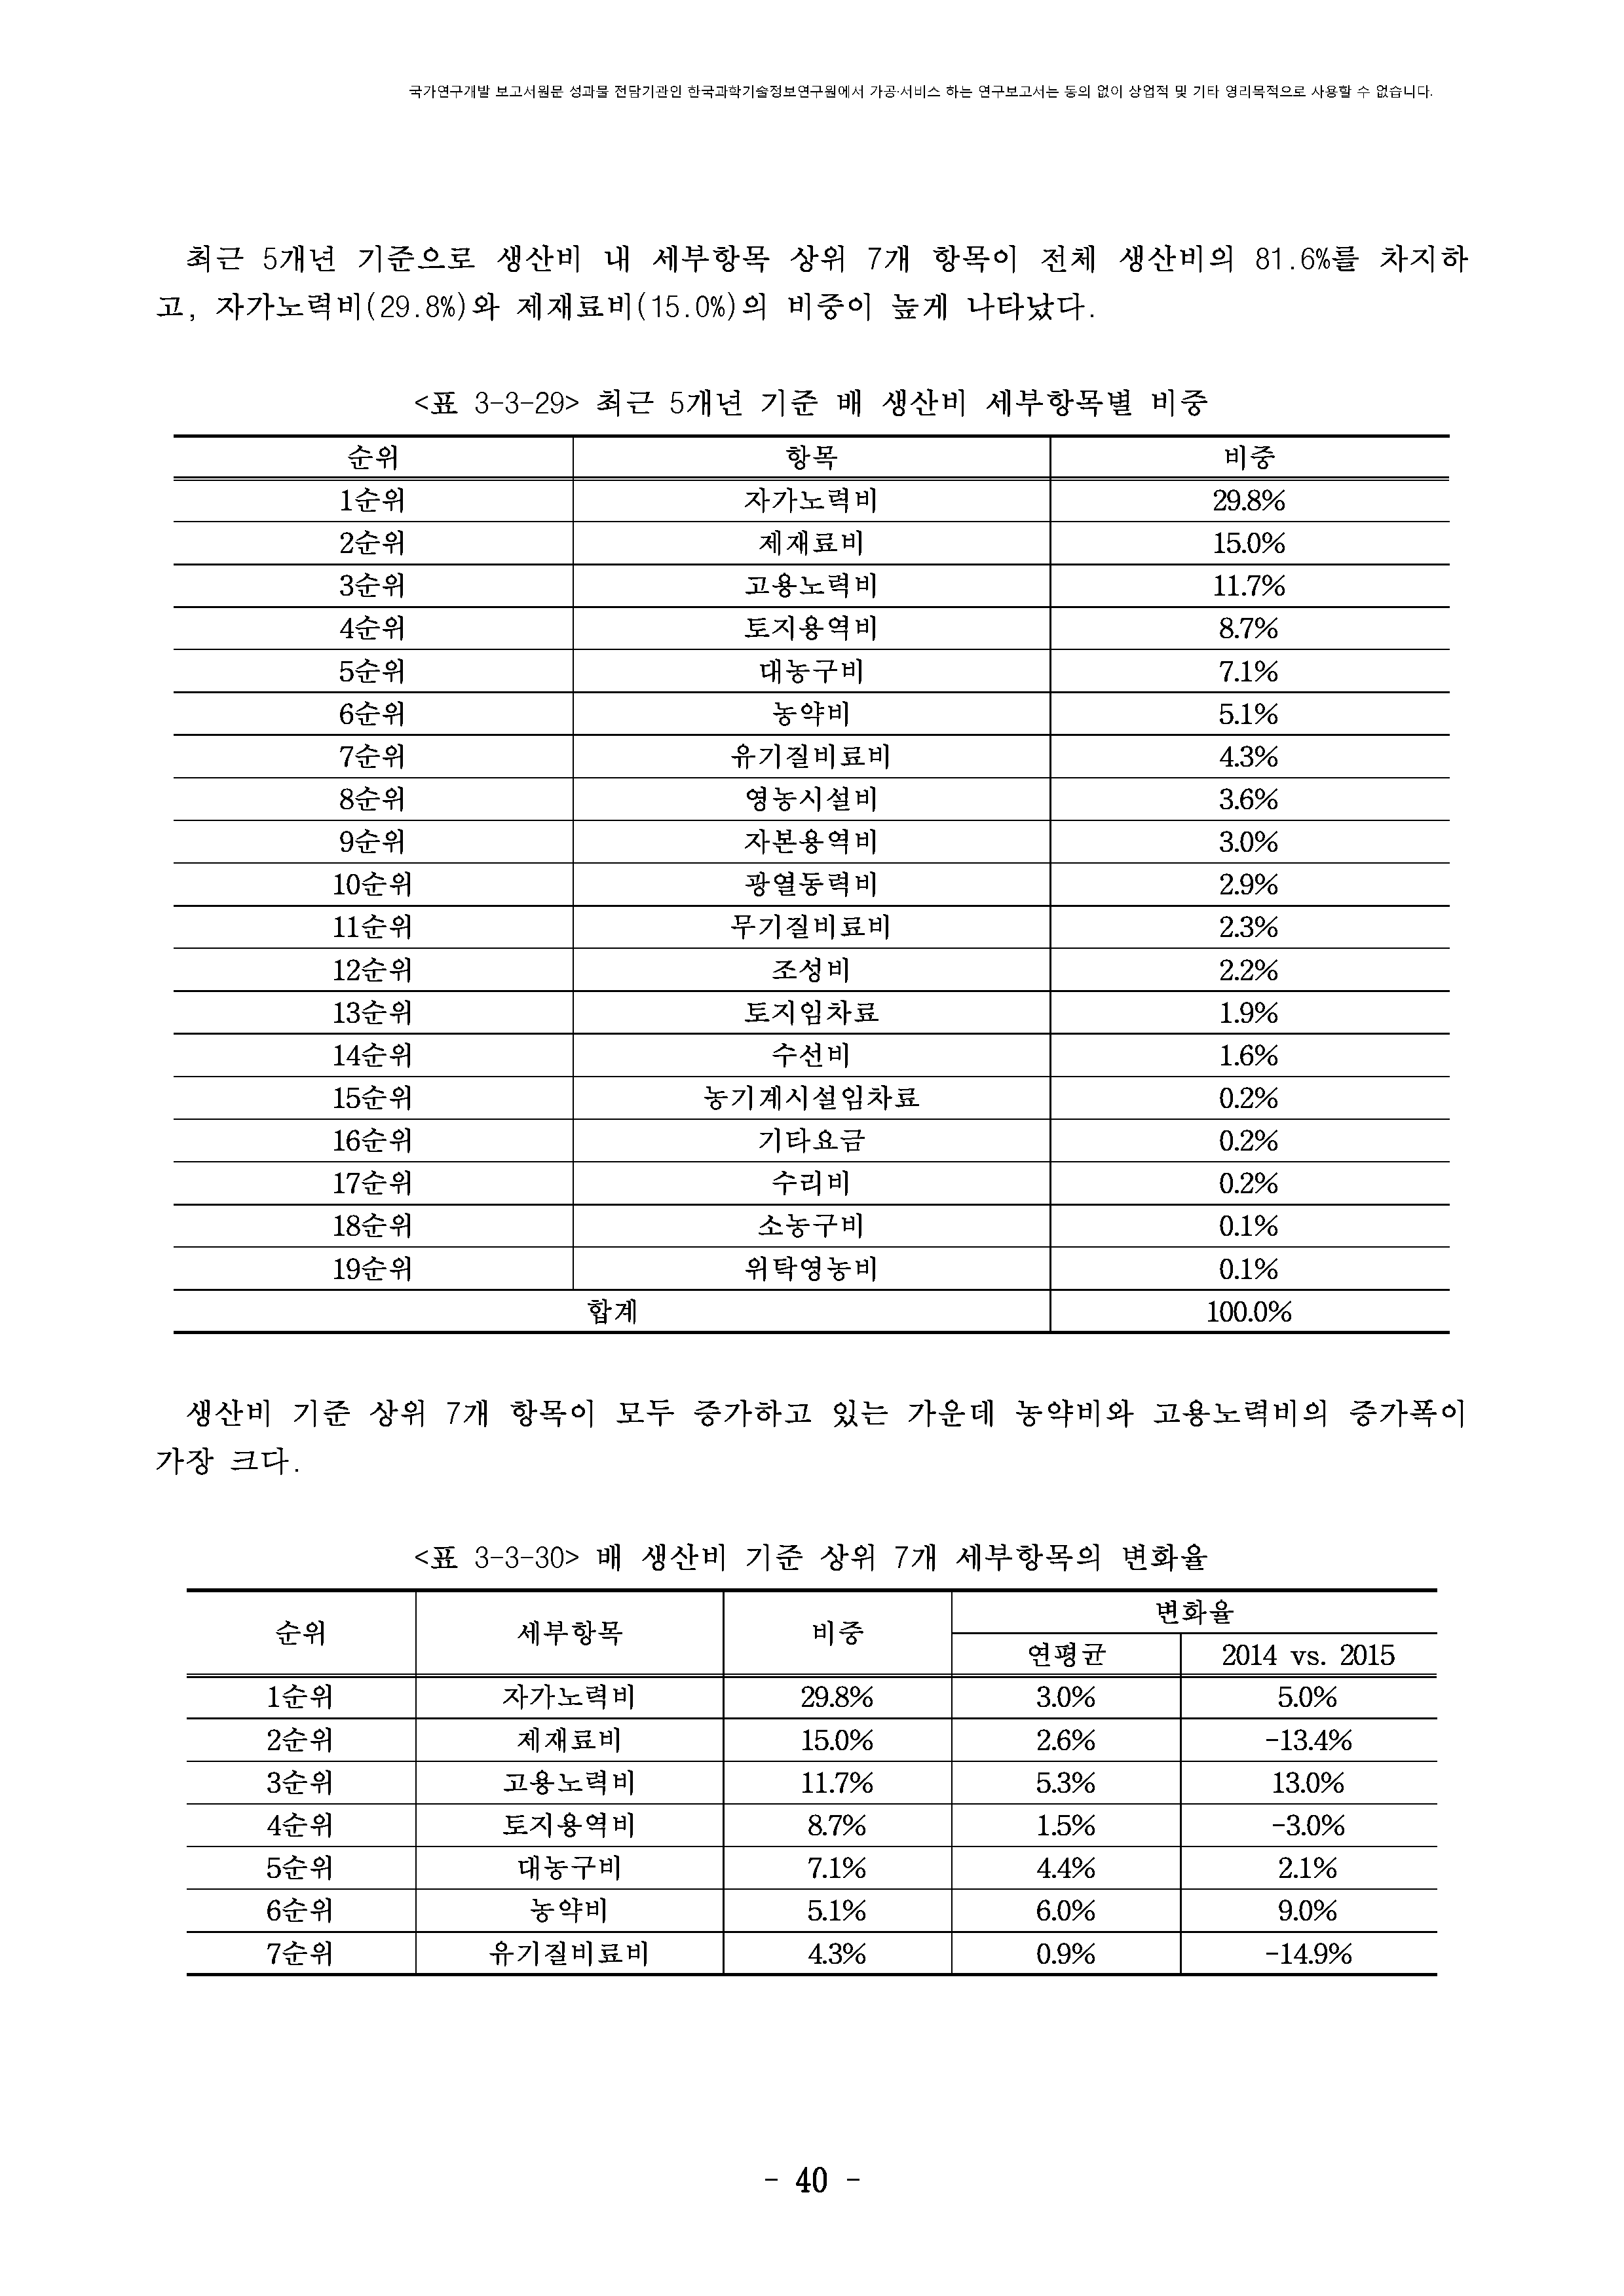 국가연구개발 보고서원문 성과물 전담기관인 한국과학기술정보연구원에서 가공·서비스 하는 연구보고서는 동의 없이 상업적 및 기타 영리목적으로 사용할 수 없습니다.
최근 5개년 기준으로 생산비 내 세부항목 상위 7개 항목이 전체 생산비의 81.6%를 차지하
고, 자가노력비(29.8%)와 제재료비(15.0%)의 비중이 높게 나타났다.
<표 3-3-29> 최근 5개년 기준 배 생산비 세부항목별 비중
순위 항목 비중
1순위 자가노력비 29.8%
2순위 제재료비 15.0%
3순위 고용노력비 11.7%
4순위 토지용역비 8.7%
5순위 대농구비 7.1%
6순위 농약비 5.1%
7순위 유기질비료비 4.3%
8순위 영농시설비 3.6%
9순위 자본용역비 3.0%
10순위 광열동력비 2.9%
11순위 무기질비료비 2.3%
12순위 조성비 2.2%
13순위 토지임차료 1.9%
14순위 수선비 1.6%
15순위 농기계시설임차료 0.2%
16순위 기타요금 0.2%
17순위 수리비 0.2%
18순위 소농구비 0.1%
19순위 위탁영농비 0.1%
합계 100.0%
생산비 기준 상위 7개 항목이 모두 증가하고 있는 가운데 농약비와 고용노력비의 증가폭이
가장 크다.
<표 3-3-30> 배 생산비 기준 상위 7개 세부항목의 변화율
순위 세부항목 비중 변화율
연평균 2014 vs. 2015
1순위 자가노력비 29.8% 3.0% 5.0%
2순위 제재료비 15.0% 2.6% -13.4%
3순위 고용노력비 11.7% 5.3% 13.0%
4순위 토지용역비 8.7% 1.5% -3.0%
5순위 대농구비 7.1% 4.4% 2.1%
6순위 농약비 5.1% 6.0% 9.0%
7순위 유기질비료비 4.3% 0.9% -14.9%
- 40 -